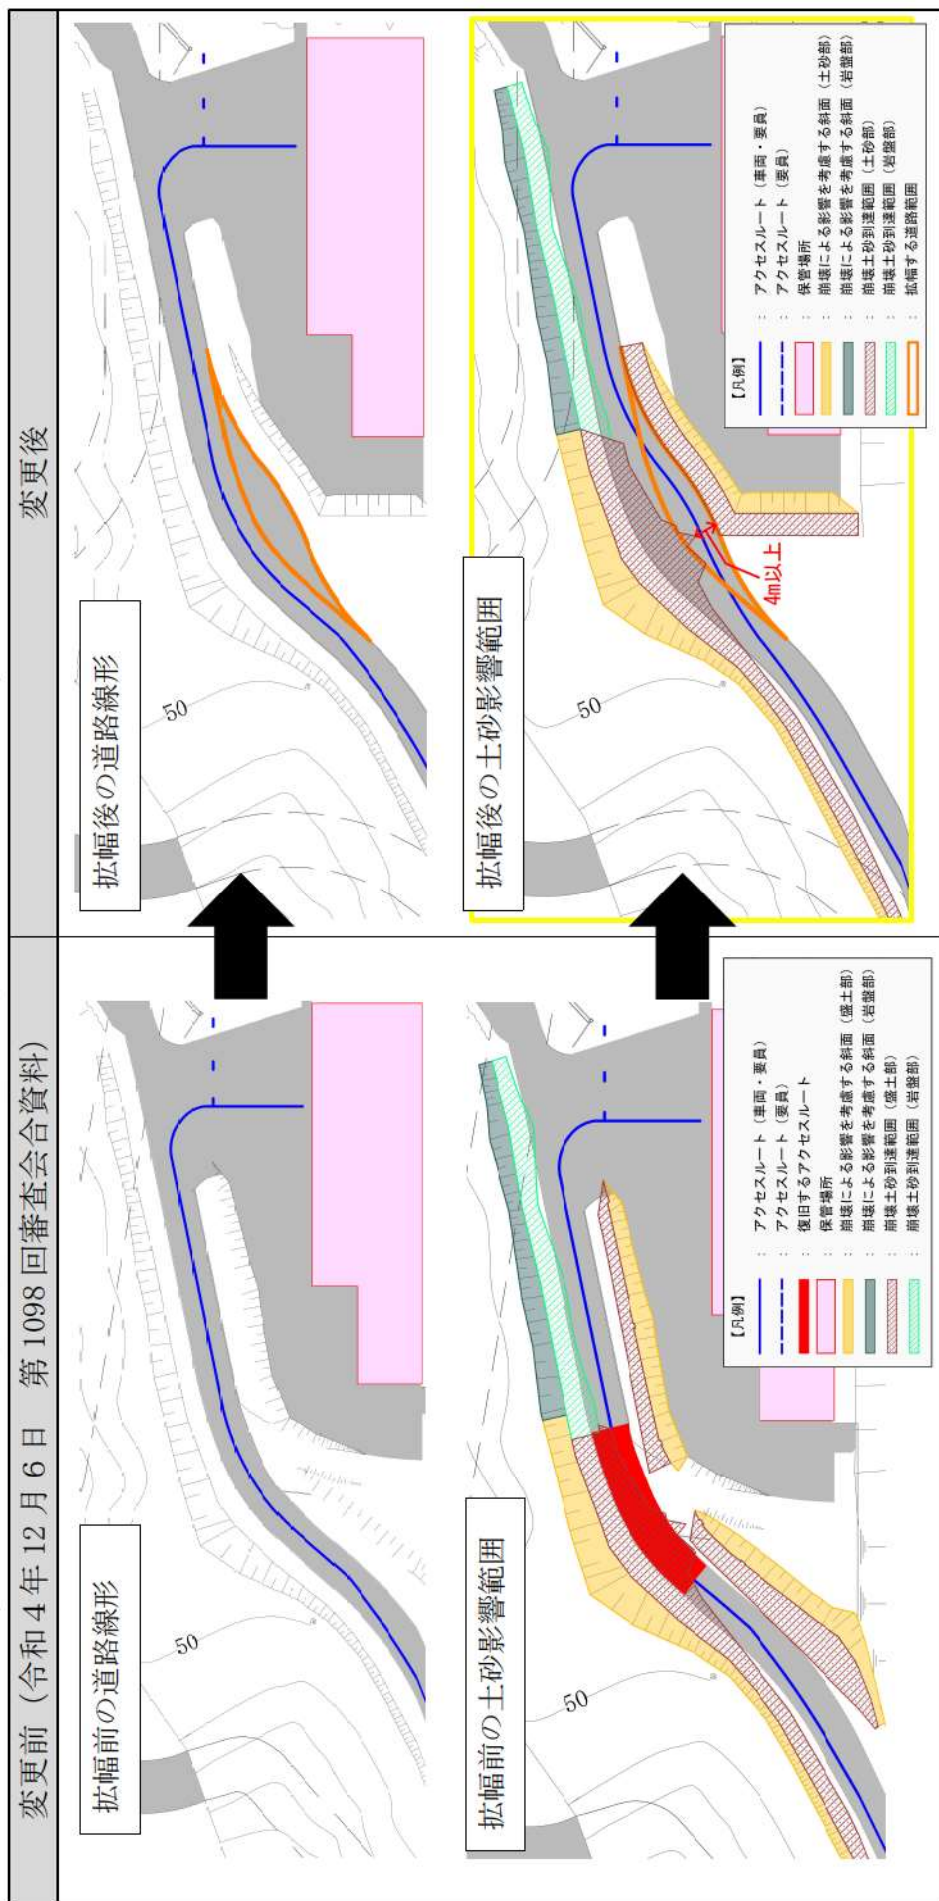 変更前(令和4年12月6日 第1098回審査会合資料)
変更後
拡幅前の道路線形
50
拡幅後の道路線形
50
拡幅前の土砂影響範囲
50
【凡例】
: アクセスルート(車両・要員)
: アクセスルート(要員)
: 復旧するアクセスルート
: 保管場所
: 崩壊による影響を考慮する斜面(盛土部)
: 崩壊による影響を考慮する斜面(岩盤部)
: 崩壊土砂到達範囲(盛土部)
: 崩壊土砂到達範囲(岩盤部)
拡幅後の土砂影響範囲
50
4m以上
【凡例】
: アクセスルート(車両・要員)
: アクセスルート(要員)
: 保管場所
: 崩壊による影響を考慮する斜面(土砂部)
: 崩壊による影響を考慮する斜面(岩盤部)
: 崩壊土砂到達範囲(土砂部)
: 崩壊土砂到達範囲(岩盤部)
: 拡幅する道路範囲